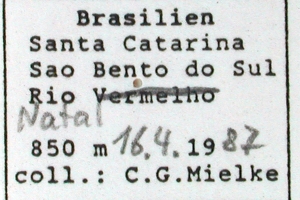 Brasilien
Santa Catarina
Sao Bento do Sul
Rio Vermelho
Natal
850 m 16.4. 1987
coll.: C.G.Mielke